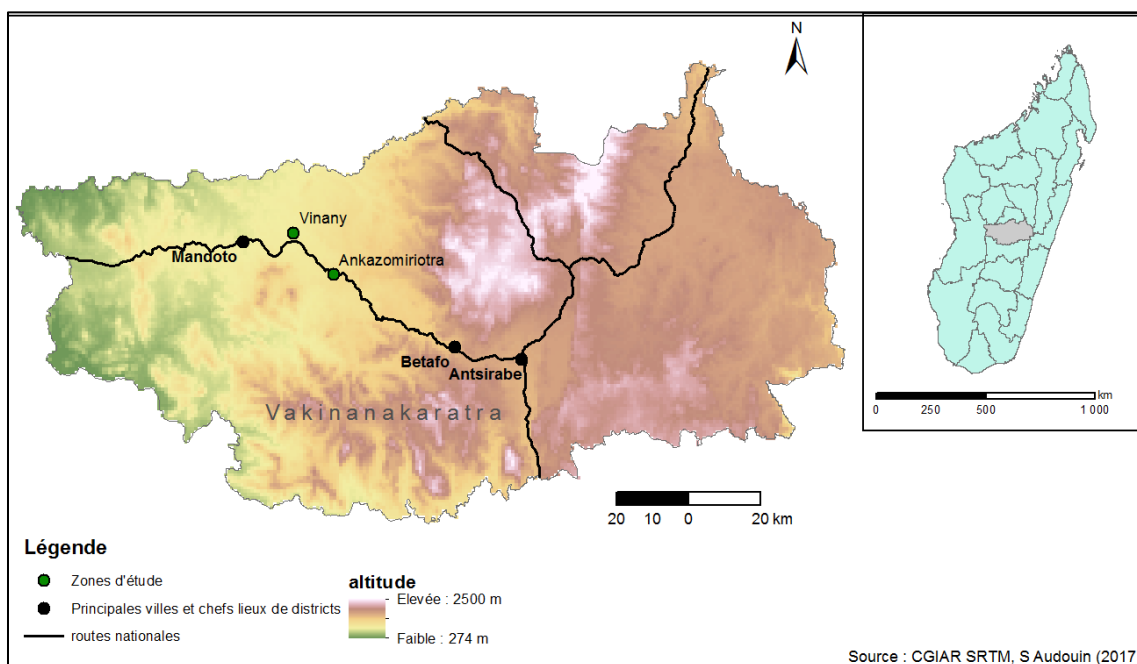 N
Vinany
Mandoto
Ankazomiriotra
Betafo
Antsirabe
Vakinanakaratra
20 10 0 20 km
km
0 250 500 1 000
Légende
Zones d'étude
Principales villes et chefs lieux de districts
routes nationales
altitude
Elevée : 2500 m
Faible : 274 m
Source : CGIAR SRTM, S Audouin (2017